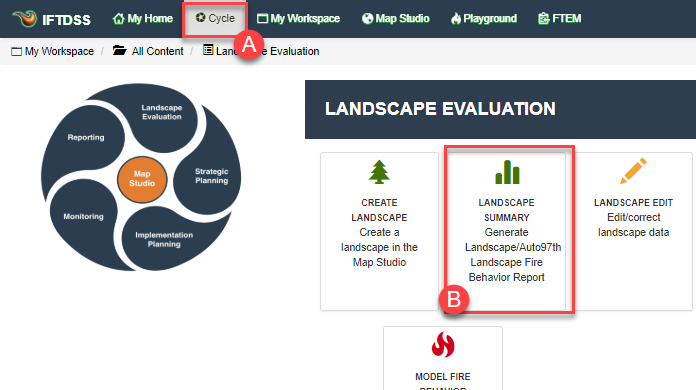 IFTDSS My Home Cycle My Workspace Map Studio Playground FTEM
A
My Workspace / All Content / Lan Evaluation
LANDSCAPE EVALUATION
Landscape
Evaluation
Reporting
Map
Studio
Strategic
Planning
Monitoring
Implementation
Planning
CREATE
LANDSCAPE
Create a
landscape in the
Map Studio
LANDSCAPE
SUMMARY
Generate
Landscape/Auto97th
Landscape Fire
Behavior Report
B
LANDSCAPE EDIT
Edit/correct
landscape data
MODEL FIRE
BEHAVIOR